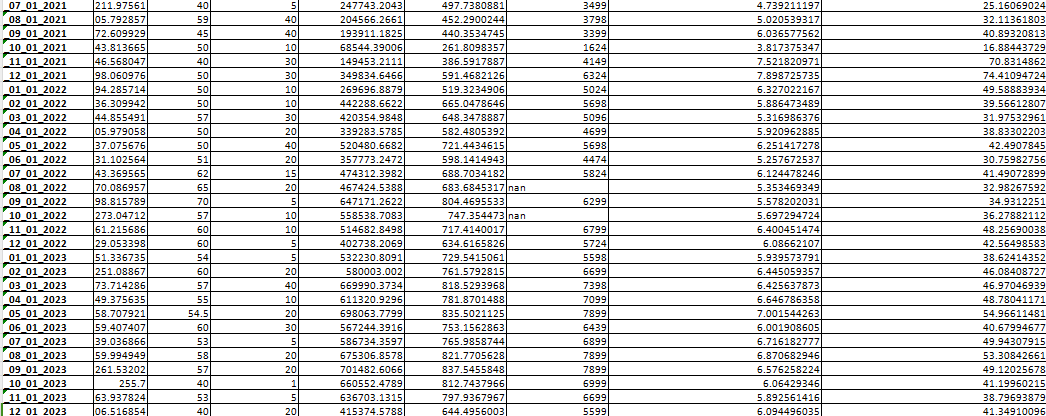 07_01_2021 211.97561 40 5 247743.2043 497.7380881 3499 4.739211197 25.16069024
08_01_2021 05.792857 59 40 204566.2661 452.2900444 3798 5.020539317 32.11361803
09_01_2021 72.609929 45 40 193911.1825 440.3534745 3399 6.036577562 40.89320813
10_01_2021 43.813665 50 10 68544.39006 261.8098357 1624 3.817375347 16.88443729
11_01_2021 46.568047 40 30 149453.2111 386.5917887 4149 7.521820971 70.8314862
12_01_2021 98.060976 50 30 349834.6466 591.4682126 6324 7.898725735 74.41094724
01_01_2022 94.285714 50 10 269696.8879 519.3234906 5024 6.327022167 49.58883934
02_01_2022 36.309942 50 10 442288.6622 665.0478646 5698 5.886473489 39.56612807
03_01_2022 44.855491 57 30 420354.9848 648.3478887 5096 5.316986376 31.97532961
04_01_2022 05.979058 50 20 339283.5785 582.4805392 4699 5.920962885 38.83302203
05_01_2022 37.075676 50 40 520480.6682 721.4434615 5698 6.251417278 42.4907845
06_01_2022 31.102564 51 20 357773.2472 598.1414943 4474 5.257672537 30.75982756
07_01_2022 43.369565 62 15 474312.3982 688.7034182 5824 6.124478246 41.49072899
08_01_2022 70.086957 65 20 467424.5388 683.6845317 nan 5.353469349 32.98267592
09_01_2022 98.815789 70 5 647171.2622 804.4695533 6299 5.578202031 34.9312251
10_01_2022 273.04712 57 10 558538.7083 747.354473 nan 5.697294724 36.27882112
11_01_2022 61.215686 60 10 514682.8498 717.4140017 6799 6.400451474 48.25690038
12_01_2022 29.053398 60 5 402738.2069 634.6165826 5724 6.08662107 42.56498583
01_01_2023 51.336735 54 5 532230.8091 729.5415061 5598 5.939573791 38.62414352
02_01_2023 251.08867 60 20 580003.002 761.5792815 6699 6.445059357 46.08408727
03_01_2023 73.714286 57 40 669990.3734 818.5293968 7398 6.425637873 46.97046939
04_01_2023 49.375635 55 10 611320.9296 781.8701488 7099 6.646786358 48.78041171
05_01_2023 58.707921 54.5 20 698063.7799 835.5021125 7899 7.001544263 54.96611481
06_01_2023 59.407407 60 30 567244.3916 753.1562863 6439 6.001908605 40.67994677
07_01_2023 39.036866 53 5 586734.3597 765.9858744 6899 6.716182777 49.94307915
08_01_2023 59.994949 58 20 675306.8578 821.7705628 7899 6.870682946 53.30842661
09_01_2023 261.53202 57 20 701482.6066 837.5455848 7899 6.576258224 49.12025678
10_01_2023 255.7 40 1 660552.4789 812.7437966 6999 6.06429346 41.19960215
11_01_2023 63.937824 53 5 636703.1315 797.9367967 6699 5.892561416 38.79693879
12_01_2023 06.516854 40 20 415374.5788 644.4956003 5599 6.094496035 41.34910096